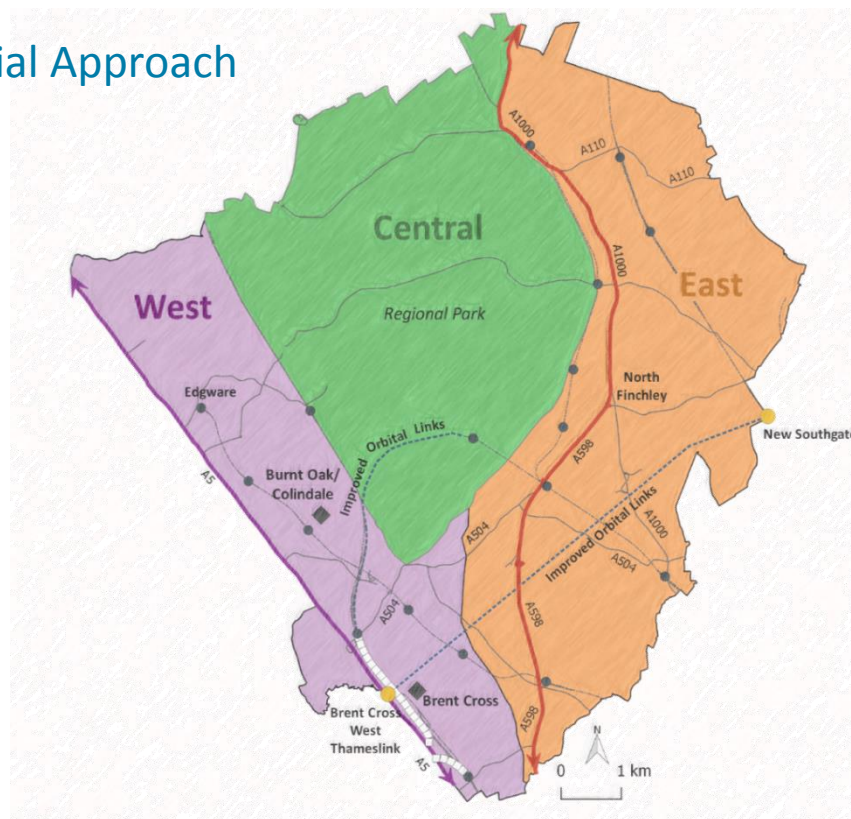 ial Approach
A1000
A110
A110
Central
A1000
East
West
Regional Park
North
Finchley
Edgware
New Southgate
Improved Orbital Links
A598
Burnt Oak/
Colindale
A5
A504
A1000
Improved Orbital Links
A504
A504
A598
Brent Cross
Brent Cross
West
Thameslink
A598
A5
N
0 1 km